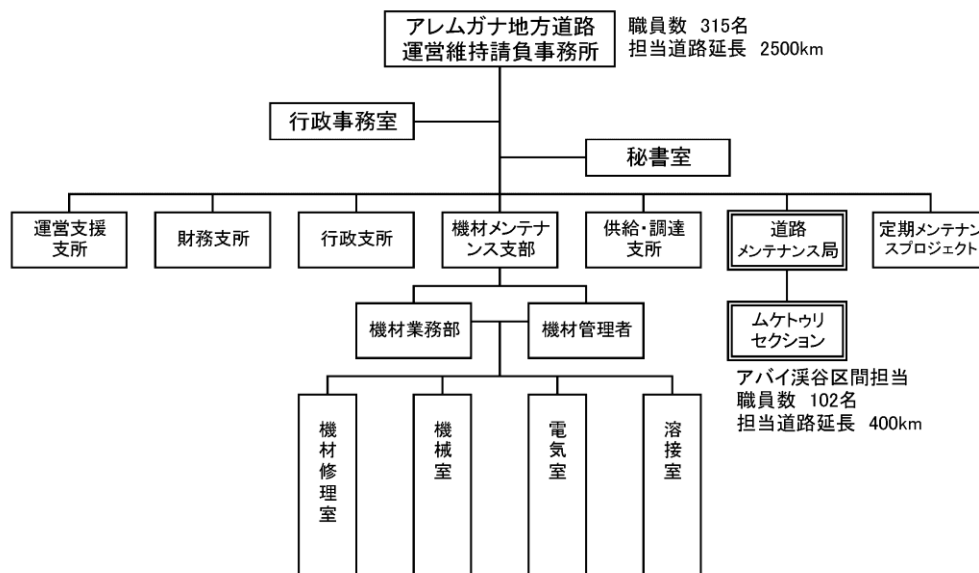 アレムガナ地方道路
運営維持請負事務所
職員数 315名
担当道路延長 2500km
行政事務室
秘書室
運営支援
支所
財務支所
行政支所
機材メンテナ
ンス支部
供給・調達
支所
道路
メンテナンス局
定期メンテナン
スプロジェクト
機材業務部
機材管理者
ムケトゥリ
セクション
アバイ渓谷区間担当
職員数 102名
担当道路延長 400km
機材修理室
機械室
電気室
溶接室